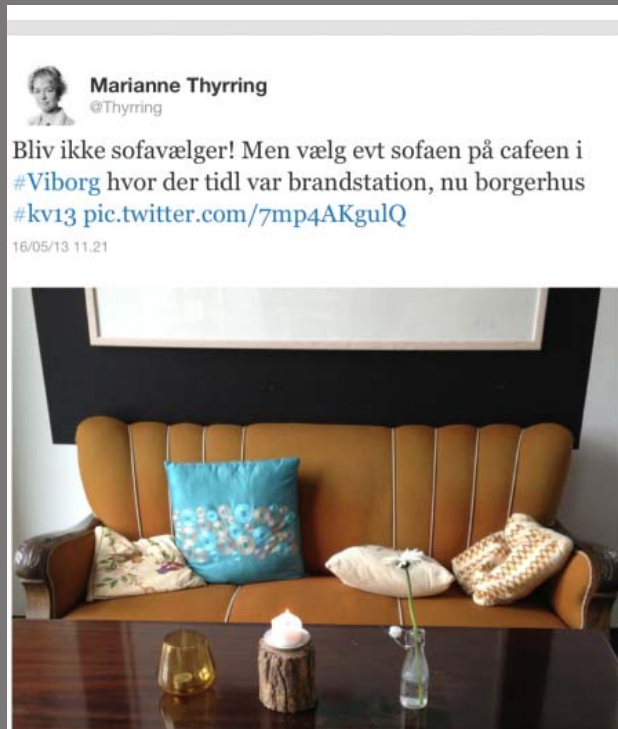 Marianne Thyrring
@Thyrring
Bliv ikke sofavælger! Men vælg evt sofaen på cafeen i
#Viborg hvor der tidl var brandstation, nu borgerhus
#kv13 pic.twitter.com/7mp4AKgulQ
16/05/13 11.21